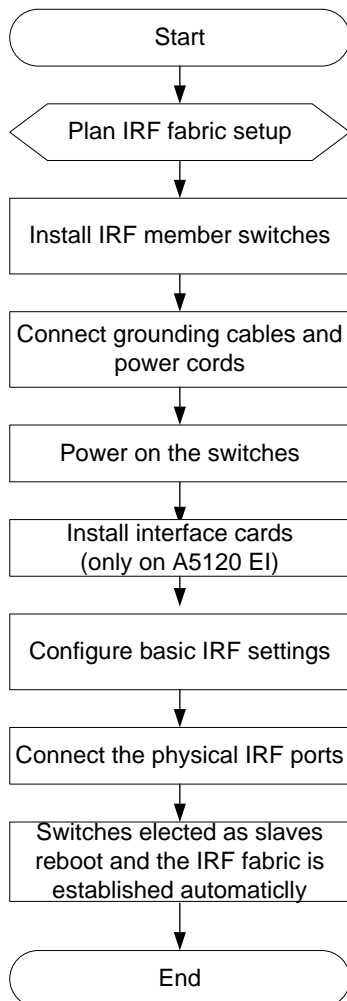 Start
Plan IRF fabric setup
Install IRF member switches
Connect grounding cables and
power cords
Power on the switches
Install interface cards
(only on A5120 EI)
Configure basic IRF settings
Connect the physical IRF ports
Switches elected as slaves
reboot and the IRF fabric is
established automaticlly
End